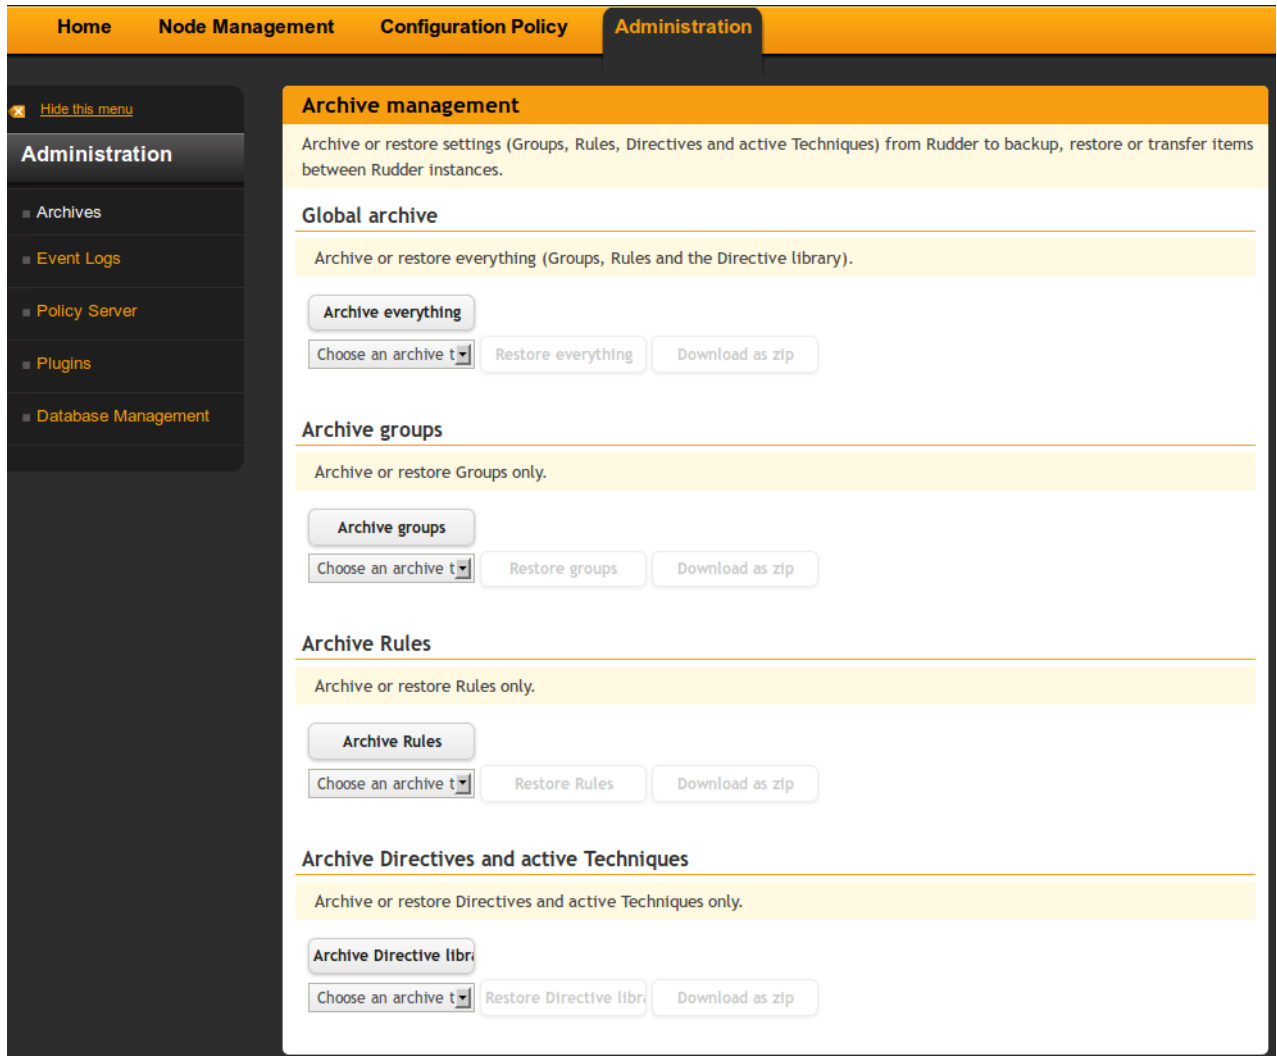 Home Node Management Configuration Policy Administration
Hide this menu
Administration
Archives
Event Logs
Policy Server
Plugins
Database Management
Archive management
Archive or restore settings (Groups, Rules, Directives and active Techniques) from Rudder to backup, restore or transfer items
between Rudder instances.
Global archive
Archive or restore everything (Groups, Rules and the Directive library).
Archive everything
Choose an archive t Restore everything Download as zip
Archive groups
Archive or restore Groups only.
Archive groups
Choose an archive t Restore groups Download as zip
Archive Rules
Archive or restore Rules only.
Archive Rules
Choose an archive t Restore Rules Download as zip
Archive Directives and active Techniques
Archive or restore Directives and active Techniques only.
Archive Directive libra
Choose an archive t Restore Directive libra Download as zip